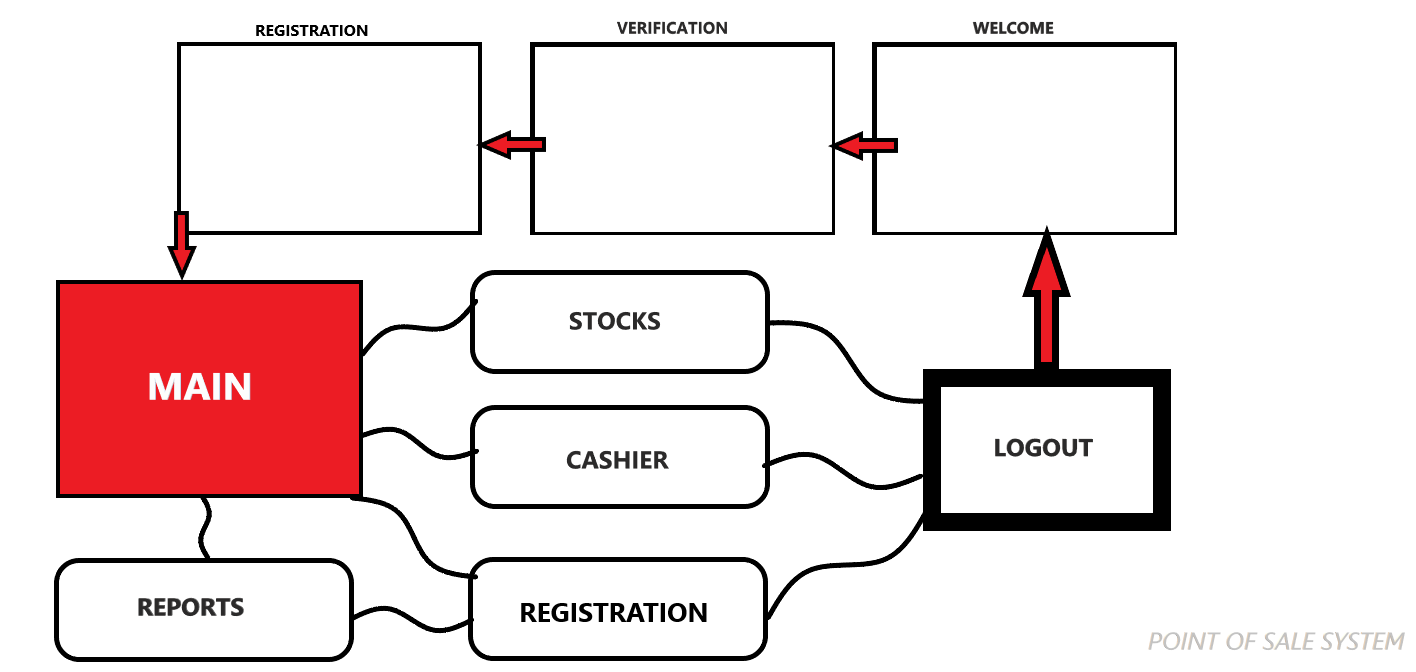 REGISTRATION
VERIFICATION
WELCOME
STOCKS
MAIN
CASHIER
LOGOUT
REPORTS
REGISTRATION
POINT OF SALE SYSTEM